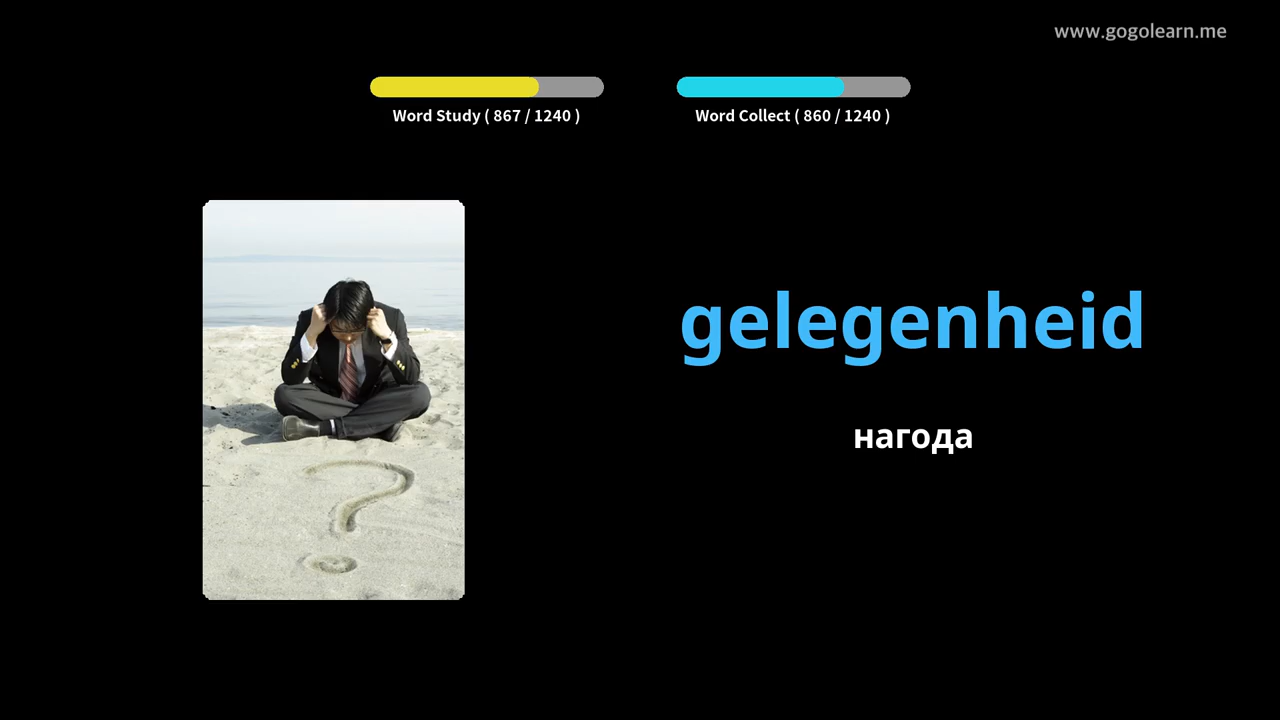 www.gogolearn.me
Word Study ( 867 / 1240 )
Word Collect ( 860 / 1240 )
gelegenheid
нагода
?